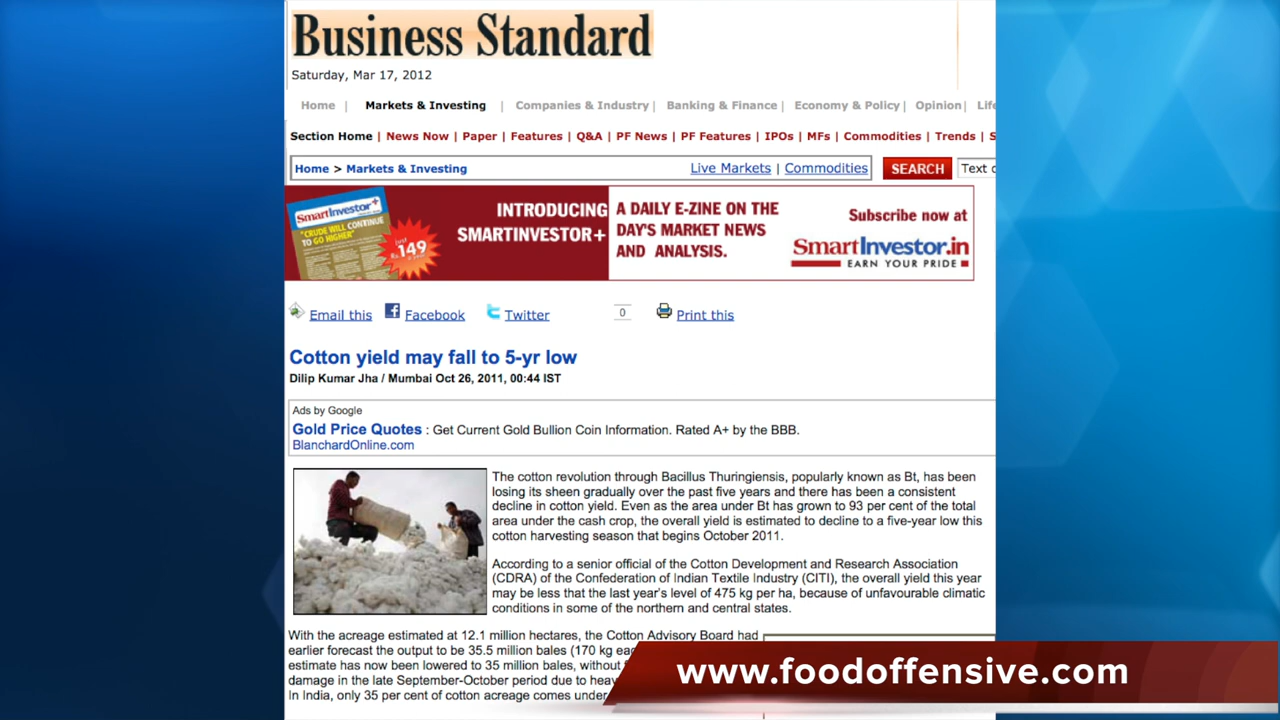 Business Standard
Saturday, Mar 17, 2012
Home | Markets & Investing | Companies & Industry | Banking & Finance | Economy & Policy | Opinion |
Section Home | News Now | Paper | Features | Q&A | PF News | PF Features | IPOs | MFs | Commodities | Trends |
Home > Markets & Investing Live Markets | Commodities SEARCH Text
SmartInvestor+
"CRUDE WILL CONTINUE
TO GO HIGHER"
just
Rs. 149
INTRODUCING
SMARTINVESTOR+
A DAILY E-ZINE ON THE
DAY'S MARKET NEWS
AND ANALYSIS.
Subscribe now at
SmartInvestor.in
EARN YOUR PRIDE
Email this Facebook Twitter 0 Print this
Cotton yield may fall to 5-yr low
Dilip Kumar Jha / Mumbai Oct 26, 2011, 00:44 IST
Ads by Google
Gold Price Quotes : Get Current Gold Bullion Coin Information. Rated A+ by the BBB.
BlanchardOnline.com
The cotton revolution through Bacillus Thuringiensis, popularly known as Bt, has been
losing its sheen gradually over the past five years and there has been a consistent
decline in cotton yield. Even as the area under Bt has grown to 93 per cent of the total
area under the cash crop, the overall yield is estimated to decline to a five-year low this
cotton harvesting season that begins October 2011.
According to a senior official of the Cotton Development and Research Association
(CDRA) of the Confederation of Indian Textile Industry (CITI), the overall yield this year
may be less that the last year's level of 475 kg per ha, because of unfavourable climatic
conditions in some of the northern and central states.
With the acreage estimated at 12.1 million hectares, the Cotton Advisory Board had
earlier forecast the output to be 35.5 million bales (170 kg
estimate has now been lowered to 35 million bales, without
damage in the late September-October period due to
In India, only 35 per cent of cotton acreage comes under
www.foodoffensive.com